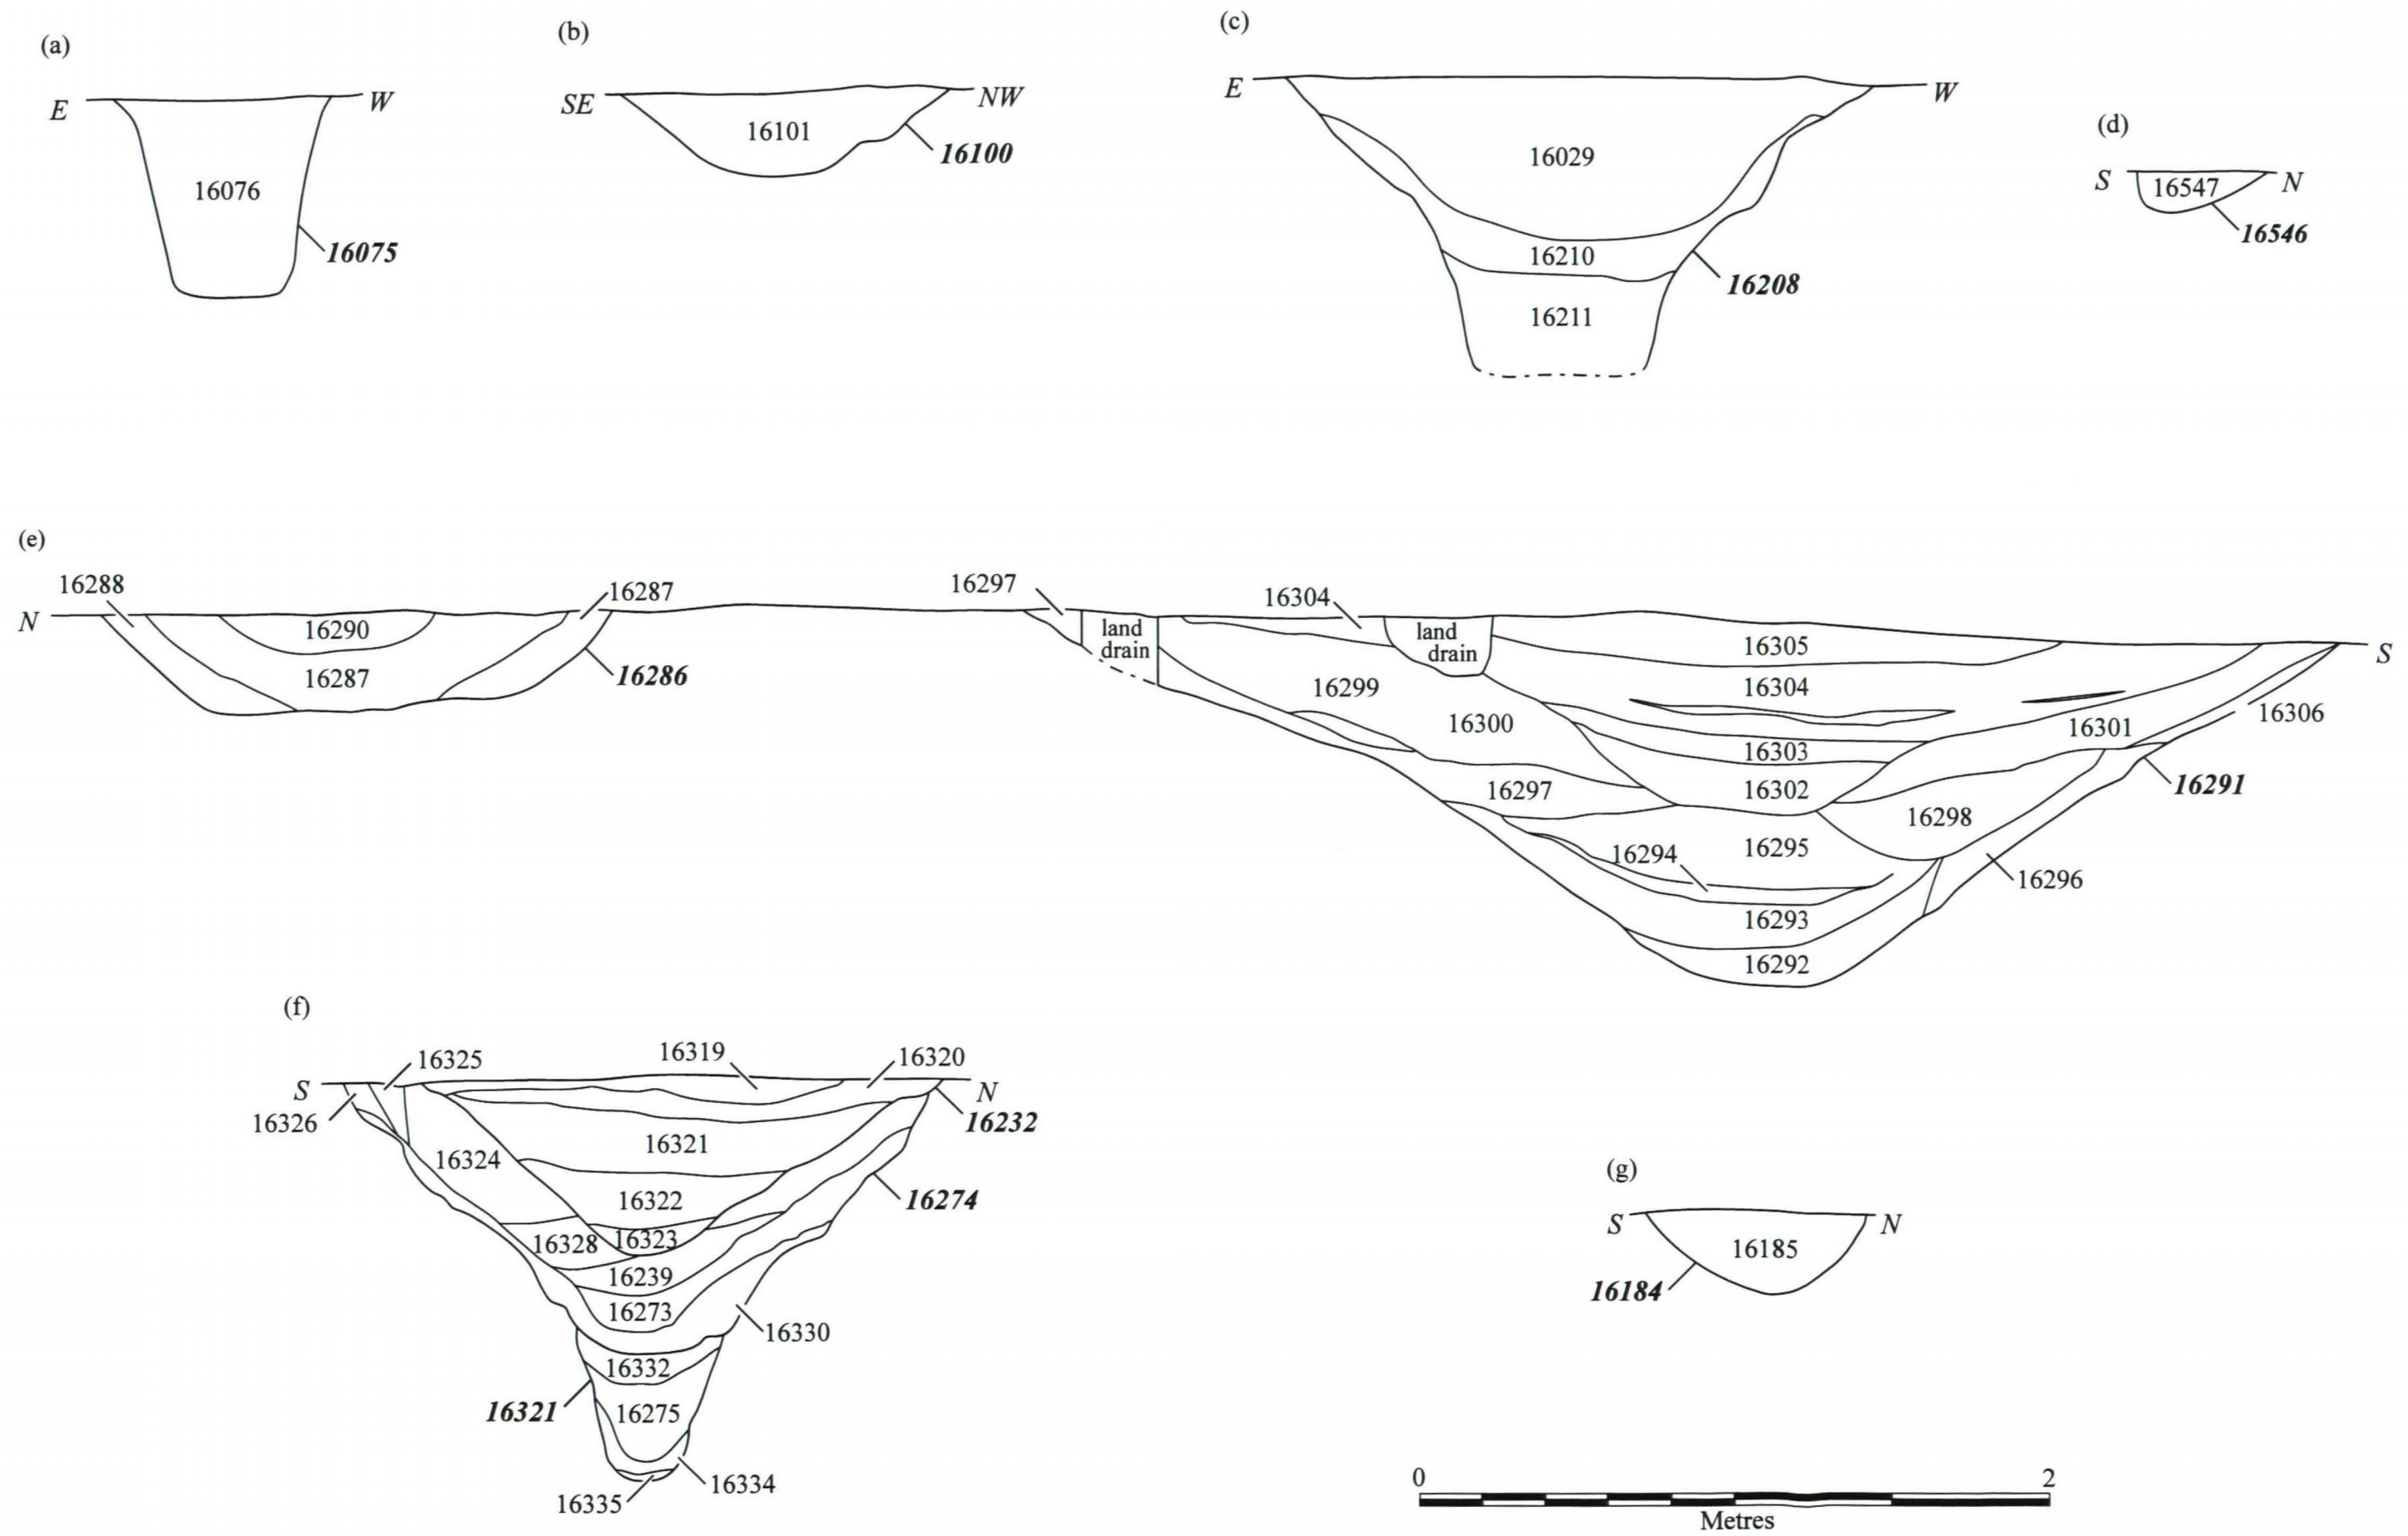 (a)
E
W
16076
16075
(b)
SE
NW
16101
16100
(c)
E
W
16029
16210
16208
16211
(d)
S
16547
N
16546
(e)
N
16288
16287
16290
16287
16286
16297
land
drain
16304
land
drain
16305
S
16299
16304
16300
16301
16306
16303
16297
16302
16291
16298
16294
16295
16296
16293
16292
(f)
S
16325
16319
16320
N
16326
16232
16324
16321
16274
16322
16328
16323
16239
16273
16330
16332
16321
16275
16334
16335
(g)
S
N
16185
16184
0
2
Metres